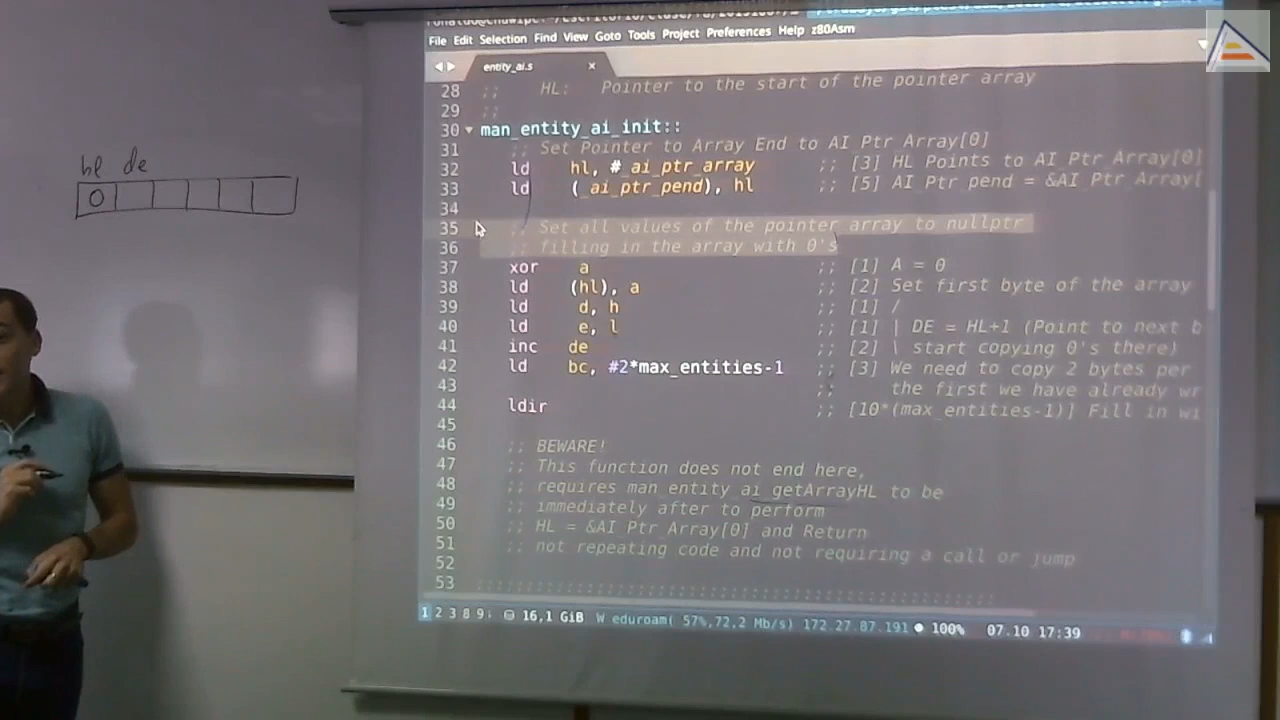 File Edit Selection Find View Goto Tools Project Preferences Help z80Asm
entity_ai.s ×
28 ;; HL: Pointer to the start of the pointer array
29 ;;
30 man_entity_ai_init::
31 ;; Set Pointer to Array End to AI Ptr Array[0]
32 ld hl, #_ai_ptr_array ;; [3] HL Points to AI Ptr Array[0]
33 ld (_ai_ptr_pend), hl ;; [5] AI Ptr pend = &AI Ptr Array[
34
35 ;; Set all values of the pointer array to nullptr
36 ;; filling in the array with 0's
37 xor a ;; [1] A = 0
38 ld (hl), a ;; [2] Set first byte of the array
39 ld d, h ;; [1] /
40 ld e, l ;; [1] | DE = HL+1 (Point to next b
41 inc de ;; [2] \ start copying 0's there)
42 ld bc, #2*max_entities-1 ;; [3] We need to copy 2 bytes per
43 ;; the first we have already wr
44 ldir ;; [10*(max_entities-1)] Fill in wi
45
46 ;; BEWARE!
47 ;; This function does not end here,
48 ;; requires man_entity_ai_getArrayHL to be
49 ;; immediately after to perform
50 ;; HL = &AI_Ptr_Array[0] and Return
51 ;; not repeating code and not requiring a call or jump
52
53 ;;;;;;;;;;;;;;;;;;;;;;;;;;;;;;;;;;;;;;;;;;;;
1 2 3 8 9 16,1 GiB W eduroam( 57%,72,2 Mb/s) 172.27.87.191 100% 07.10 17:39
hl de
0